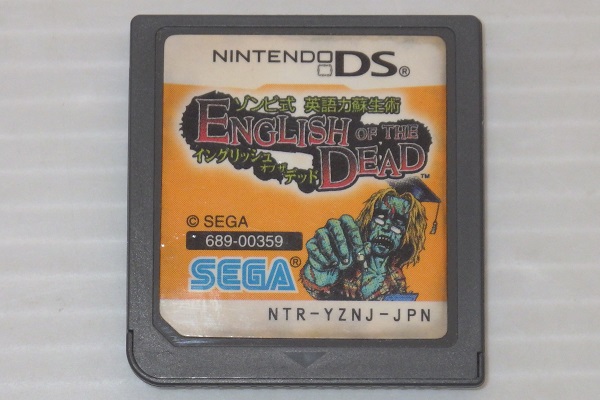 NINTENDO DS®
ゾンビ式 英語力蘇生術
ENGLISH OF THE
DEAD™
イングリッシュ
オブ ザ
デッド
© SEGA
689-00359
SEGA®
NTR-YZNJ-JPN